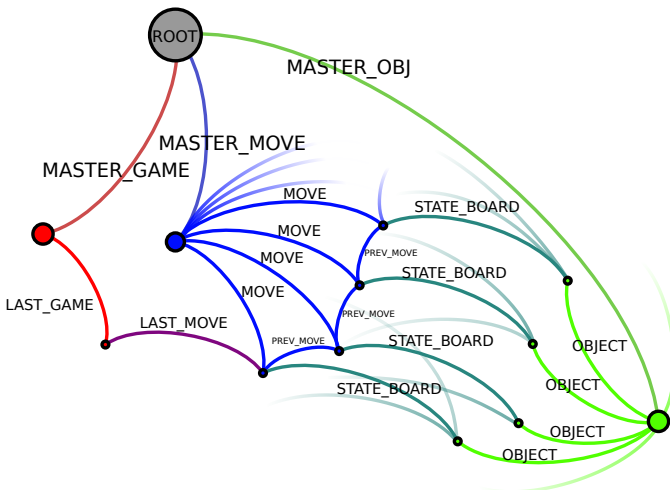 ROOT
MASTER_OBJ
MASTER_MOVE
MASTER_GAME
MOVE
STATE_BOARD
MOVE
PREV_MOVE
MOVE
STATE_BOARD
MOVE
LAST_GAME
PREV_MOVE
LAST_MOVE
PREV_MOVE
STATE_BOARD
OBJECT
STATE_BOARD
OBJECT
OBJECT
OBJECT